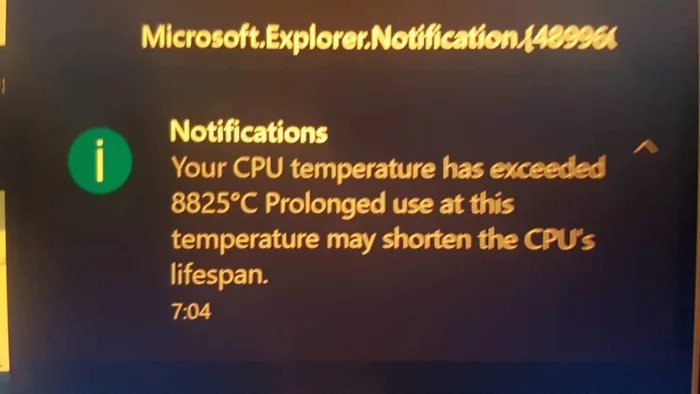 Microsoft.Explorer.Notification.{48996
Notifications
Your CPU temperature has exceeded
8825°C Prolonged use at this
temperature may shorten the CPU's
lifespan.
7:04